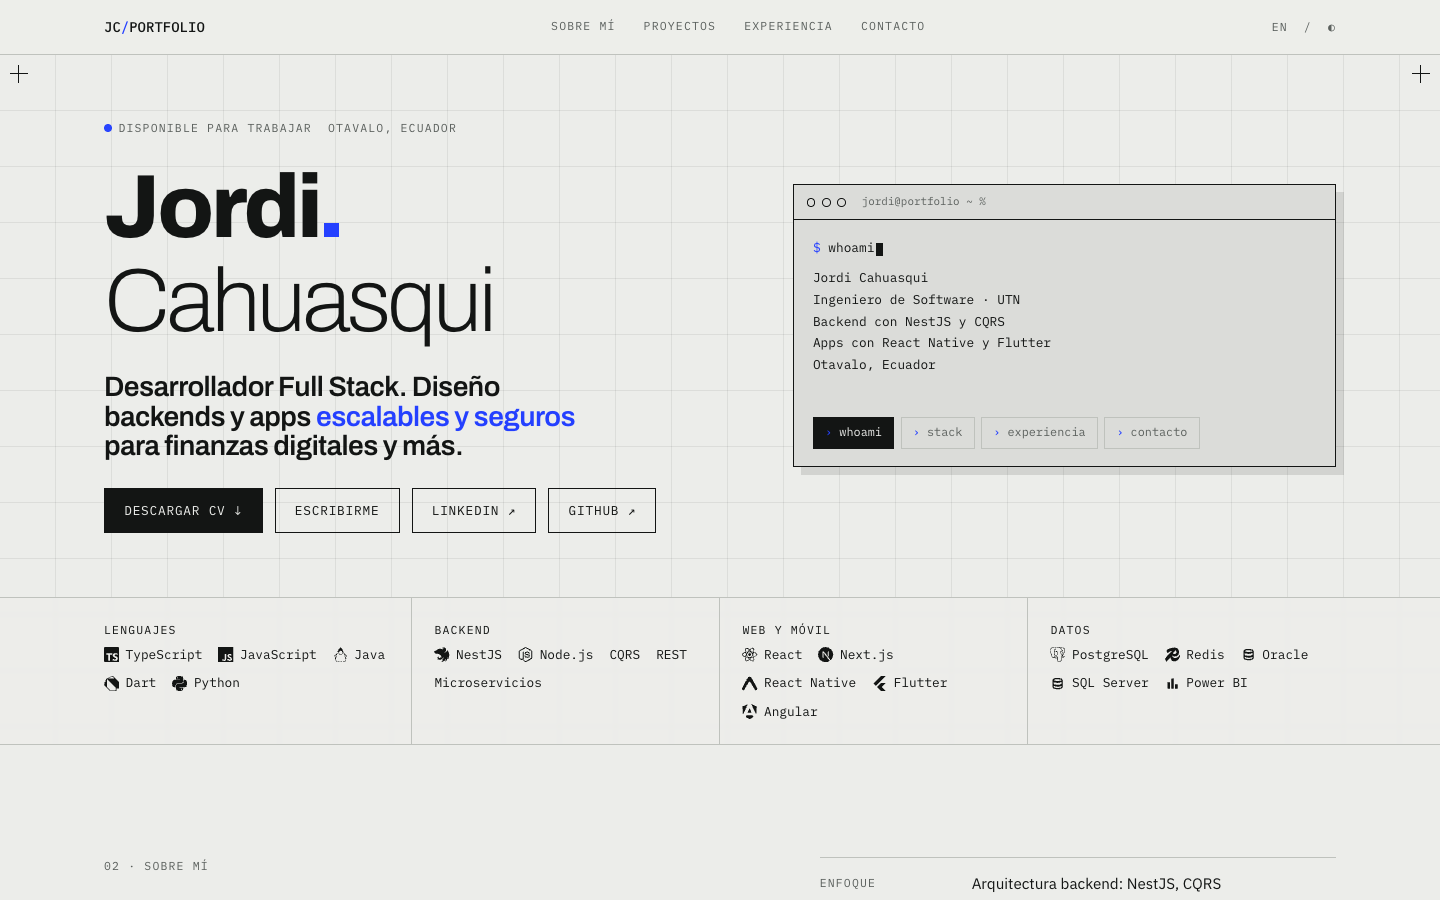 JC/PORTFOLIO
SOBRE MÍ PROYECTOS EXPERIENCIA CONTACTO
EN / ◐
DISPONIBLE PARA TRABAJAR OTAVALO, ECUADOR
Jordi.
Cahuasqui
Desarrollador Full Stack. Diseño
backends y apps escalables y seguros
para finanzas digitales y más.
DESCARGAR CV ↓ ESCRIBIRME LINKEDIN ↗ GITHUB ↗
jordi@portfolio ~ %
$ whoami
Jordi Cahuasqui
Ingeniero de Software · UTN
Backend con NestJS y CQRS
Apps con React Native y Flutter
Otavalo, Ecuador
› whoami › stack › experiencia › contacto
LENGUAJES
TypeScript JavaScript Java
Dart Python
BACKEND
NestJS Node.js CQRS REST
Microservicios
WEB Y MÓVIL
React Next.js
React Native Flutter
Angular
DATOS
PostgreSQL Redis Oracle
SQL Server Power BI
02 · SOBRE MÍ
ENFOQUE Arquitectura backend: NestJS, CQRS